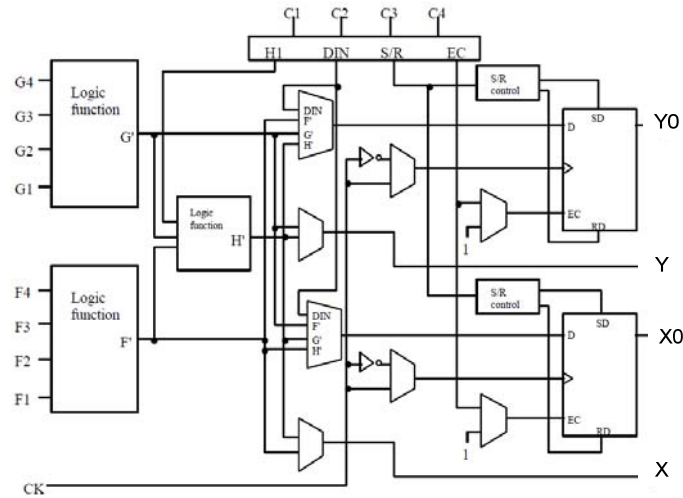 C1 C2 C3 C4
H1 DIN S/R EC
S/R
control
G4
Logic
function
G3
G'
G2
G1
DIN
F'
G'
H'
D
SD
EC
RD
Y0
1
Logic
function
H'
Y
F4
Logic
function
F3
F'
F2
F1
S/R
control
DIN
F'
G'
H'
D
SD
EC
RD
X0
1
X
CK